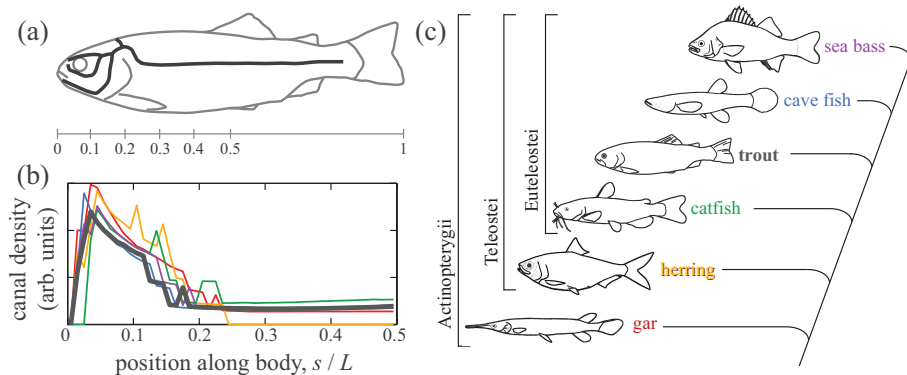 (a)
0 0.1 0.2 0.3 0.5 1
(b)
canal density
(arb. units)
0 0.1 0.2 0.3 0.4 0.5
position along body, s / L
(c)
Actinopterygii
Teleostei
Euteleostei
sea bass
cave fish
trout
catfish
herring
gar